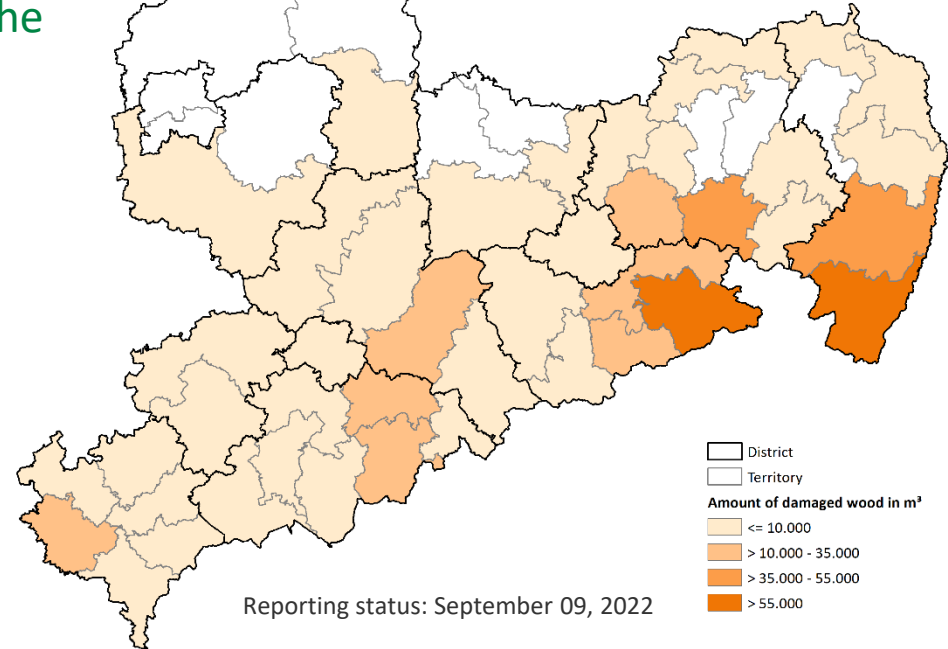 he
District
Territory
Amount of damaged wood in m³
<= 10.000
> 10.000 - 35.000
> 35.000 - 55.000
> 55.000
Reporting status: September 09, 2022